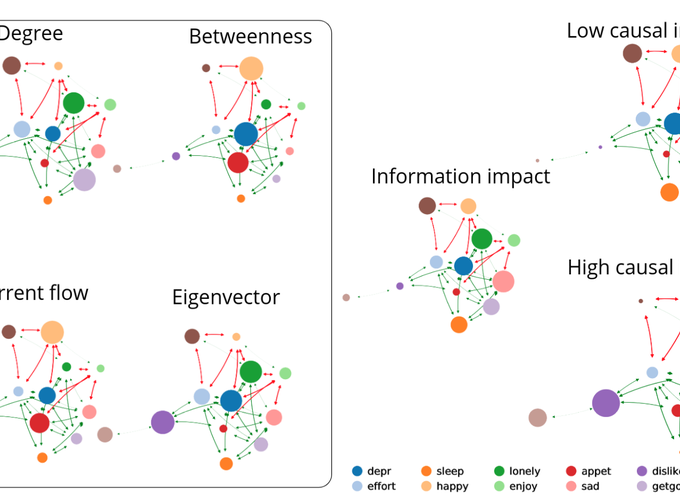 Degree
Betweenness
Low causal i
Information impact
rrent flow
Eigenvector
High causal
depr
sleep
lonely
appet
dislik
effort
happy
enjoy
sad
getgo